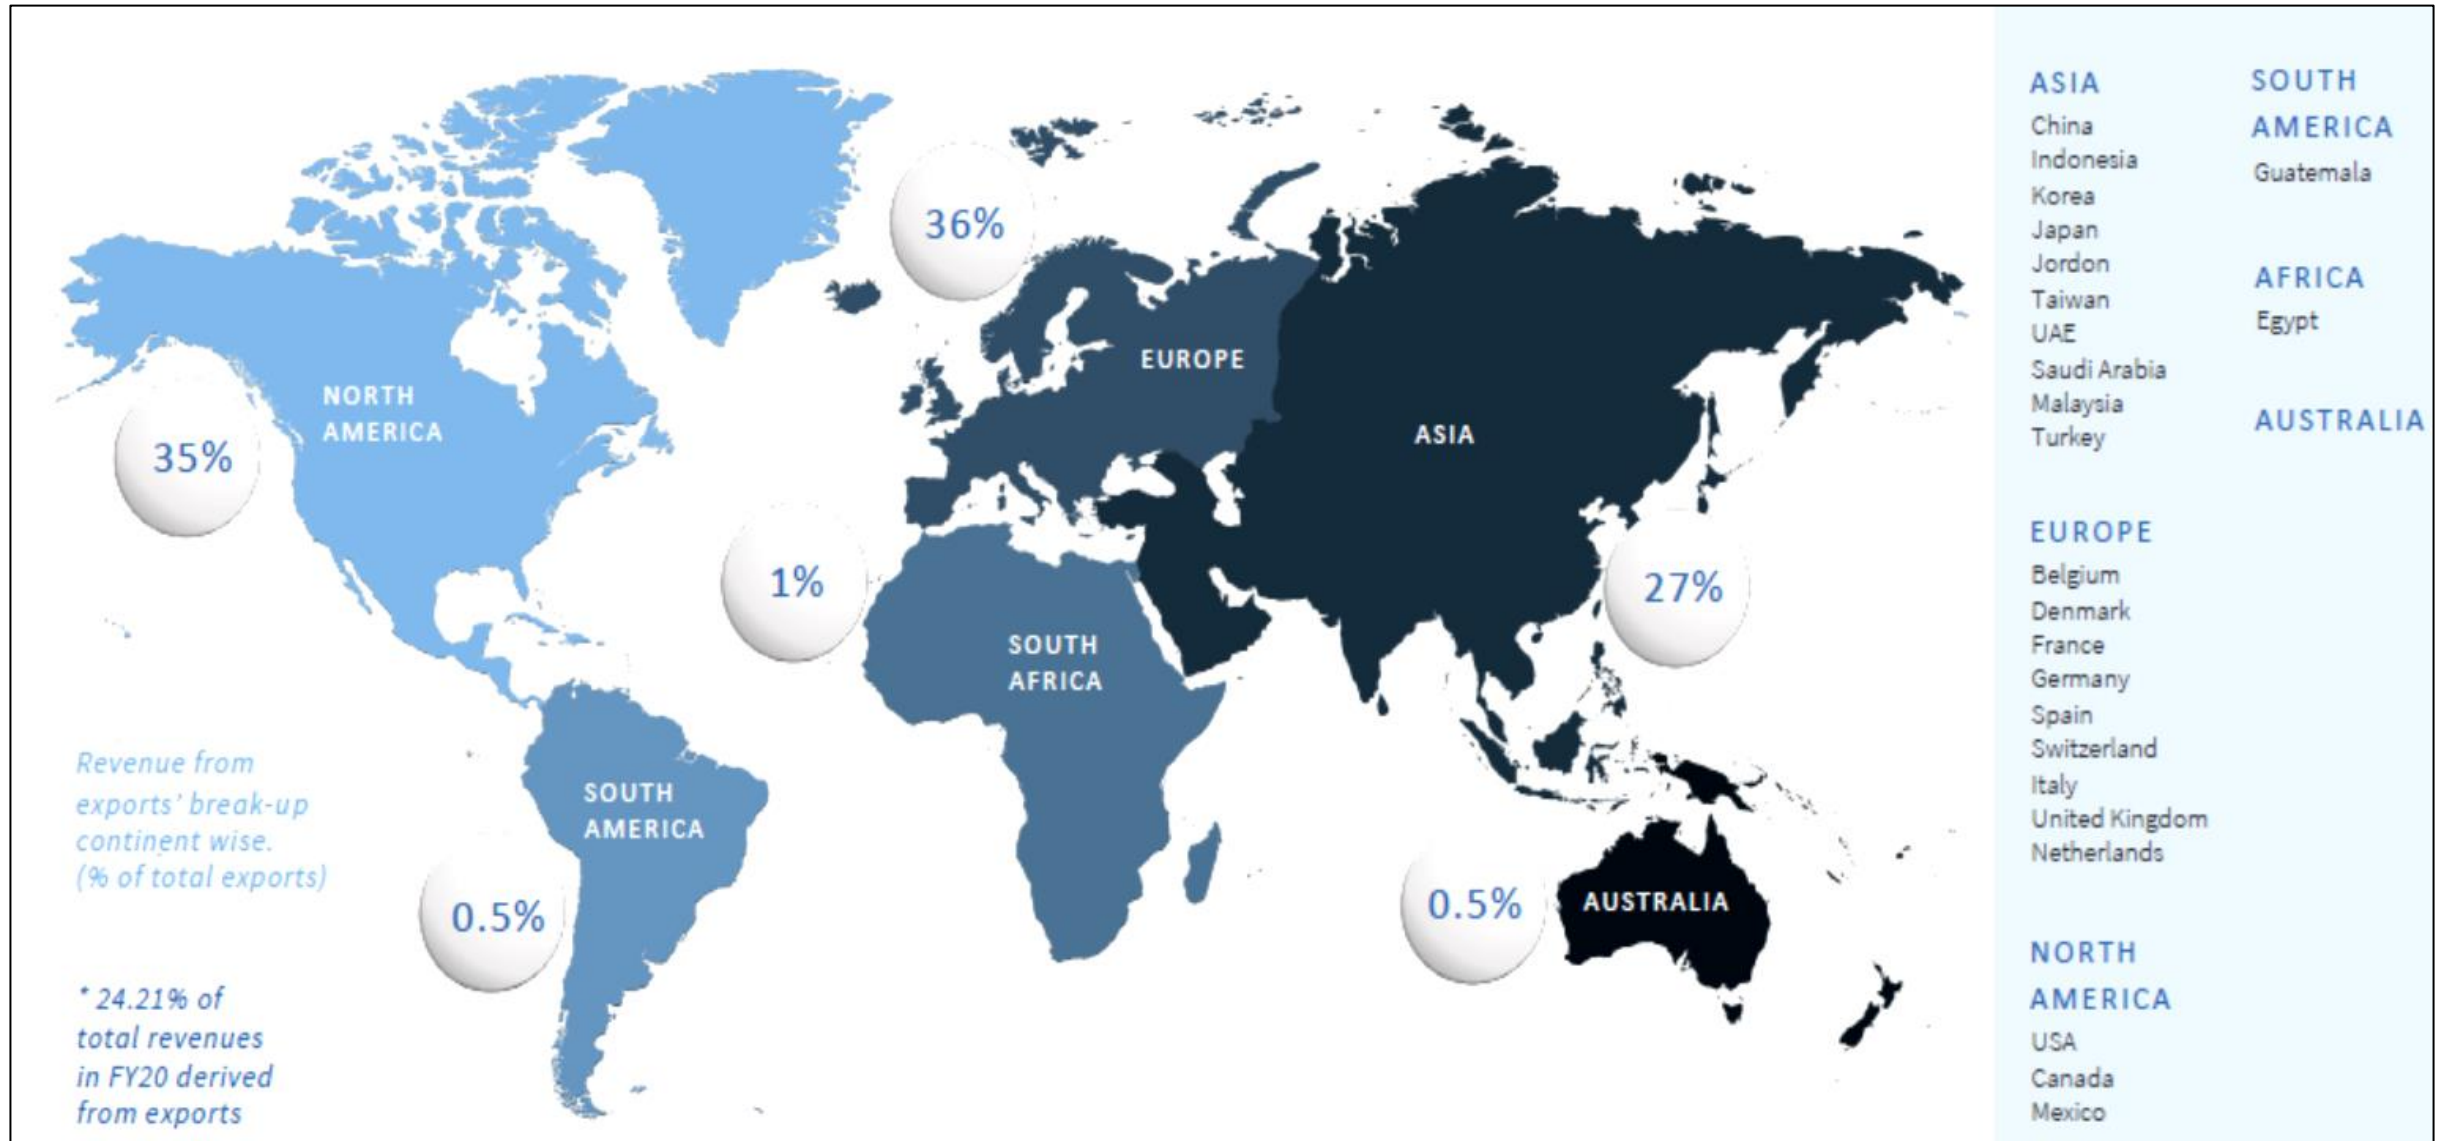 36%
EUROPE
NORTH
AMERICA
35%
ASIA
1%
27%
SOUTH
AFRICA
Revenue from
exports' break-up
continent wise.
(% of total exports)
SOUTH
AMERICA
0.5%
0.5%
AUSTRALIA
* 24.21% of
total revenues
in FY20 derived
from exports
ASIA
China
Indonesia
Korea
Japan
Jordon
Taiwan
UAE
Saudi Arabia
Malaysia
Turkey
EUROPE
Belgium
Denmark
France
Germany
Spain
Switzerland
Italy
United Kingdom
Netherlands
NORTH
AMERICA
USA
Canada
Mexico
SOUTH
AMERICA
Guatemala
AFRICA
Egypt
AUSTRALIA